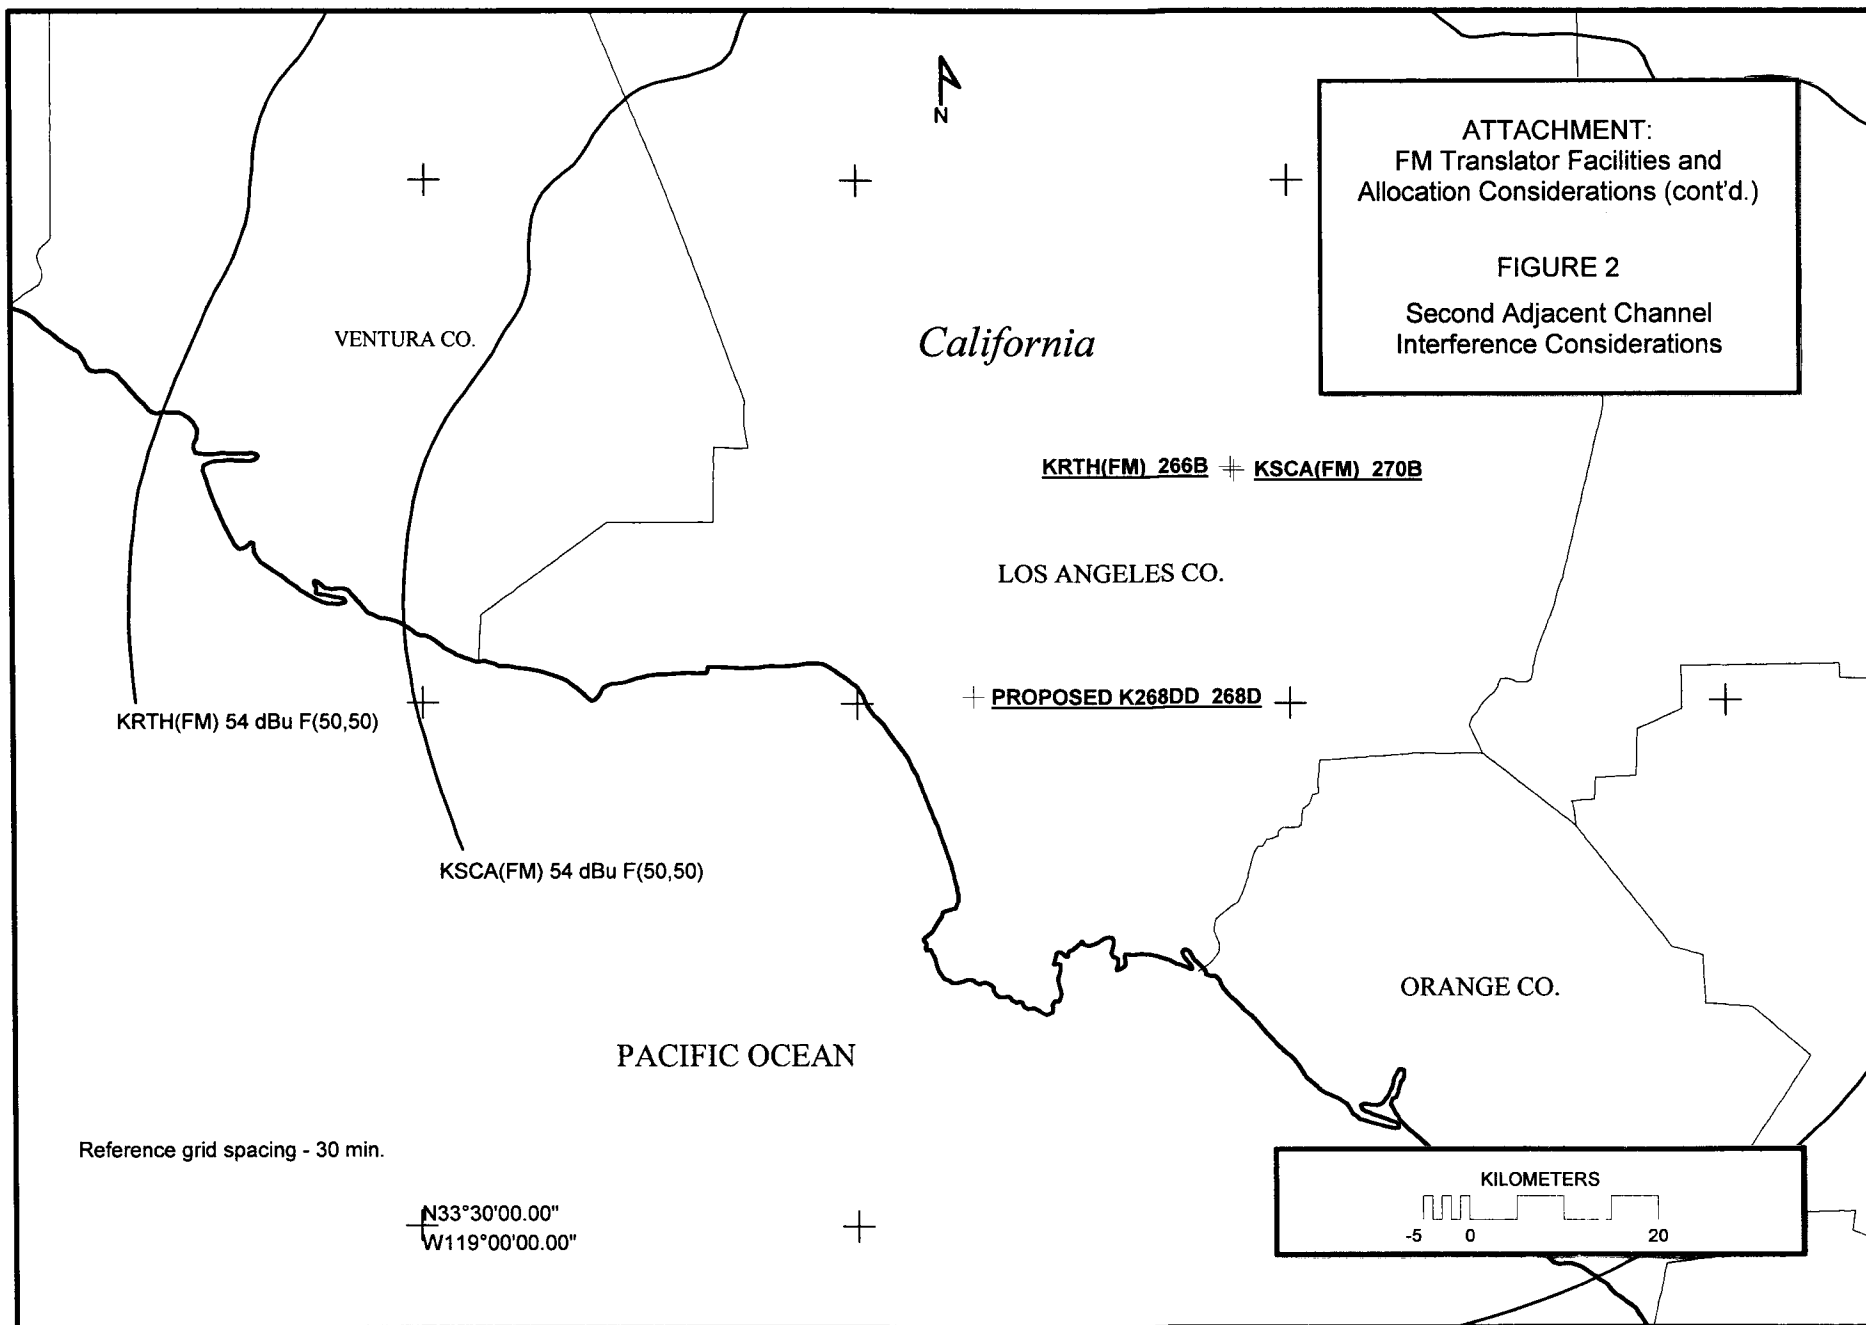 N
ATTACHMENT:
FM Translator Facilities and
Allocation Considerations (cont'd.)
FIGURE 2
Second Adjacent Channel
Interference Considerations
VENTURA CO.
California
KRTH(FM) 266B
KSCA(FM) 270B
LOS ANGELES CO.
PROPOSED K268DD 268D
KRTH(FM) 54 dBu F(50,50)
KSCA(FM) 54 dBu F(50,50)
ORANGE CO.
PACIFIC OCEAN
Reference grid spacing - 30 min.
N33°30'00.00"
W119°00'00.00"
KILOMETERS
-5 0 20